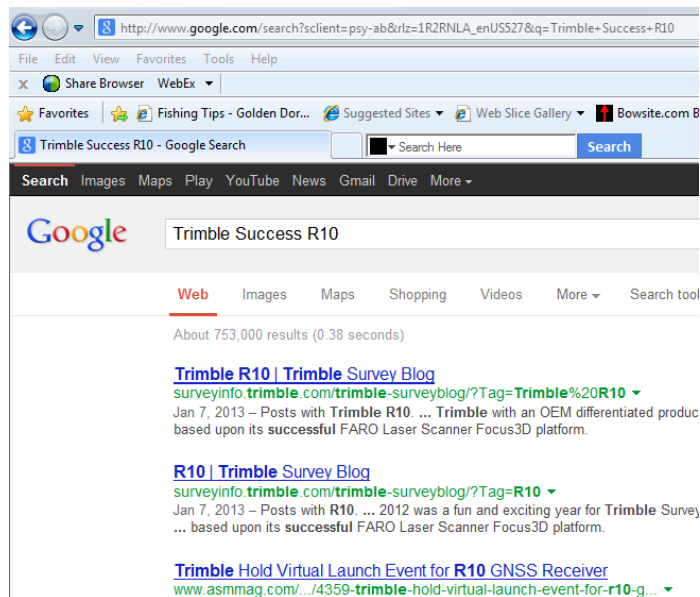 http://www.google.com/search?sclient=psy-ab&rlz=1R2RNLA_enUS527&q=Trimble+Success+R10
File Edit View Favorites Tools Help
x Share Browser WebEx
Favorites Fishing Tips - Golden Dor... Suggested Sites Web Slice Gallery Bowsite.com B
Trimble Success R10 - Google Search Search Here Search
Search Images Maps Play YouTube News Gmail Drive More
Google Trimble Success R10
Web Images Maps Shopping Videos More Search tool
About 753,000 results (0.38 seconds)
Trimble R10 | Trimble Survey Blog
surveyinfo.trimble.com/trimble-surveyblog/?Tag=Trimble%20R10
Jan 7, 2013 – Posts with Trimble R10. ... Trimble with an OEM differentiated produc
based upon its successful FARO Laser Scanner Focus3D platform.
R10 | Trimble Survey Blog
surveyinfo.trimble.com/trimble-surveyblog/?Tag=R10
Jan 7, 2013 – Posts with R10. ... 2012 was a fun and exciting year for Trimble Survey
... based upon its successful FARO Laser Scanner Focus3D platform.
Trimble Hold Virtual Launch Event for R10 GNSS Receiver
www.asmmag.com/.../4359-trimble-hold-virtual-launch-event-for-r10-g...